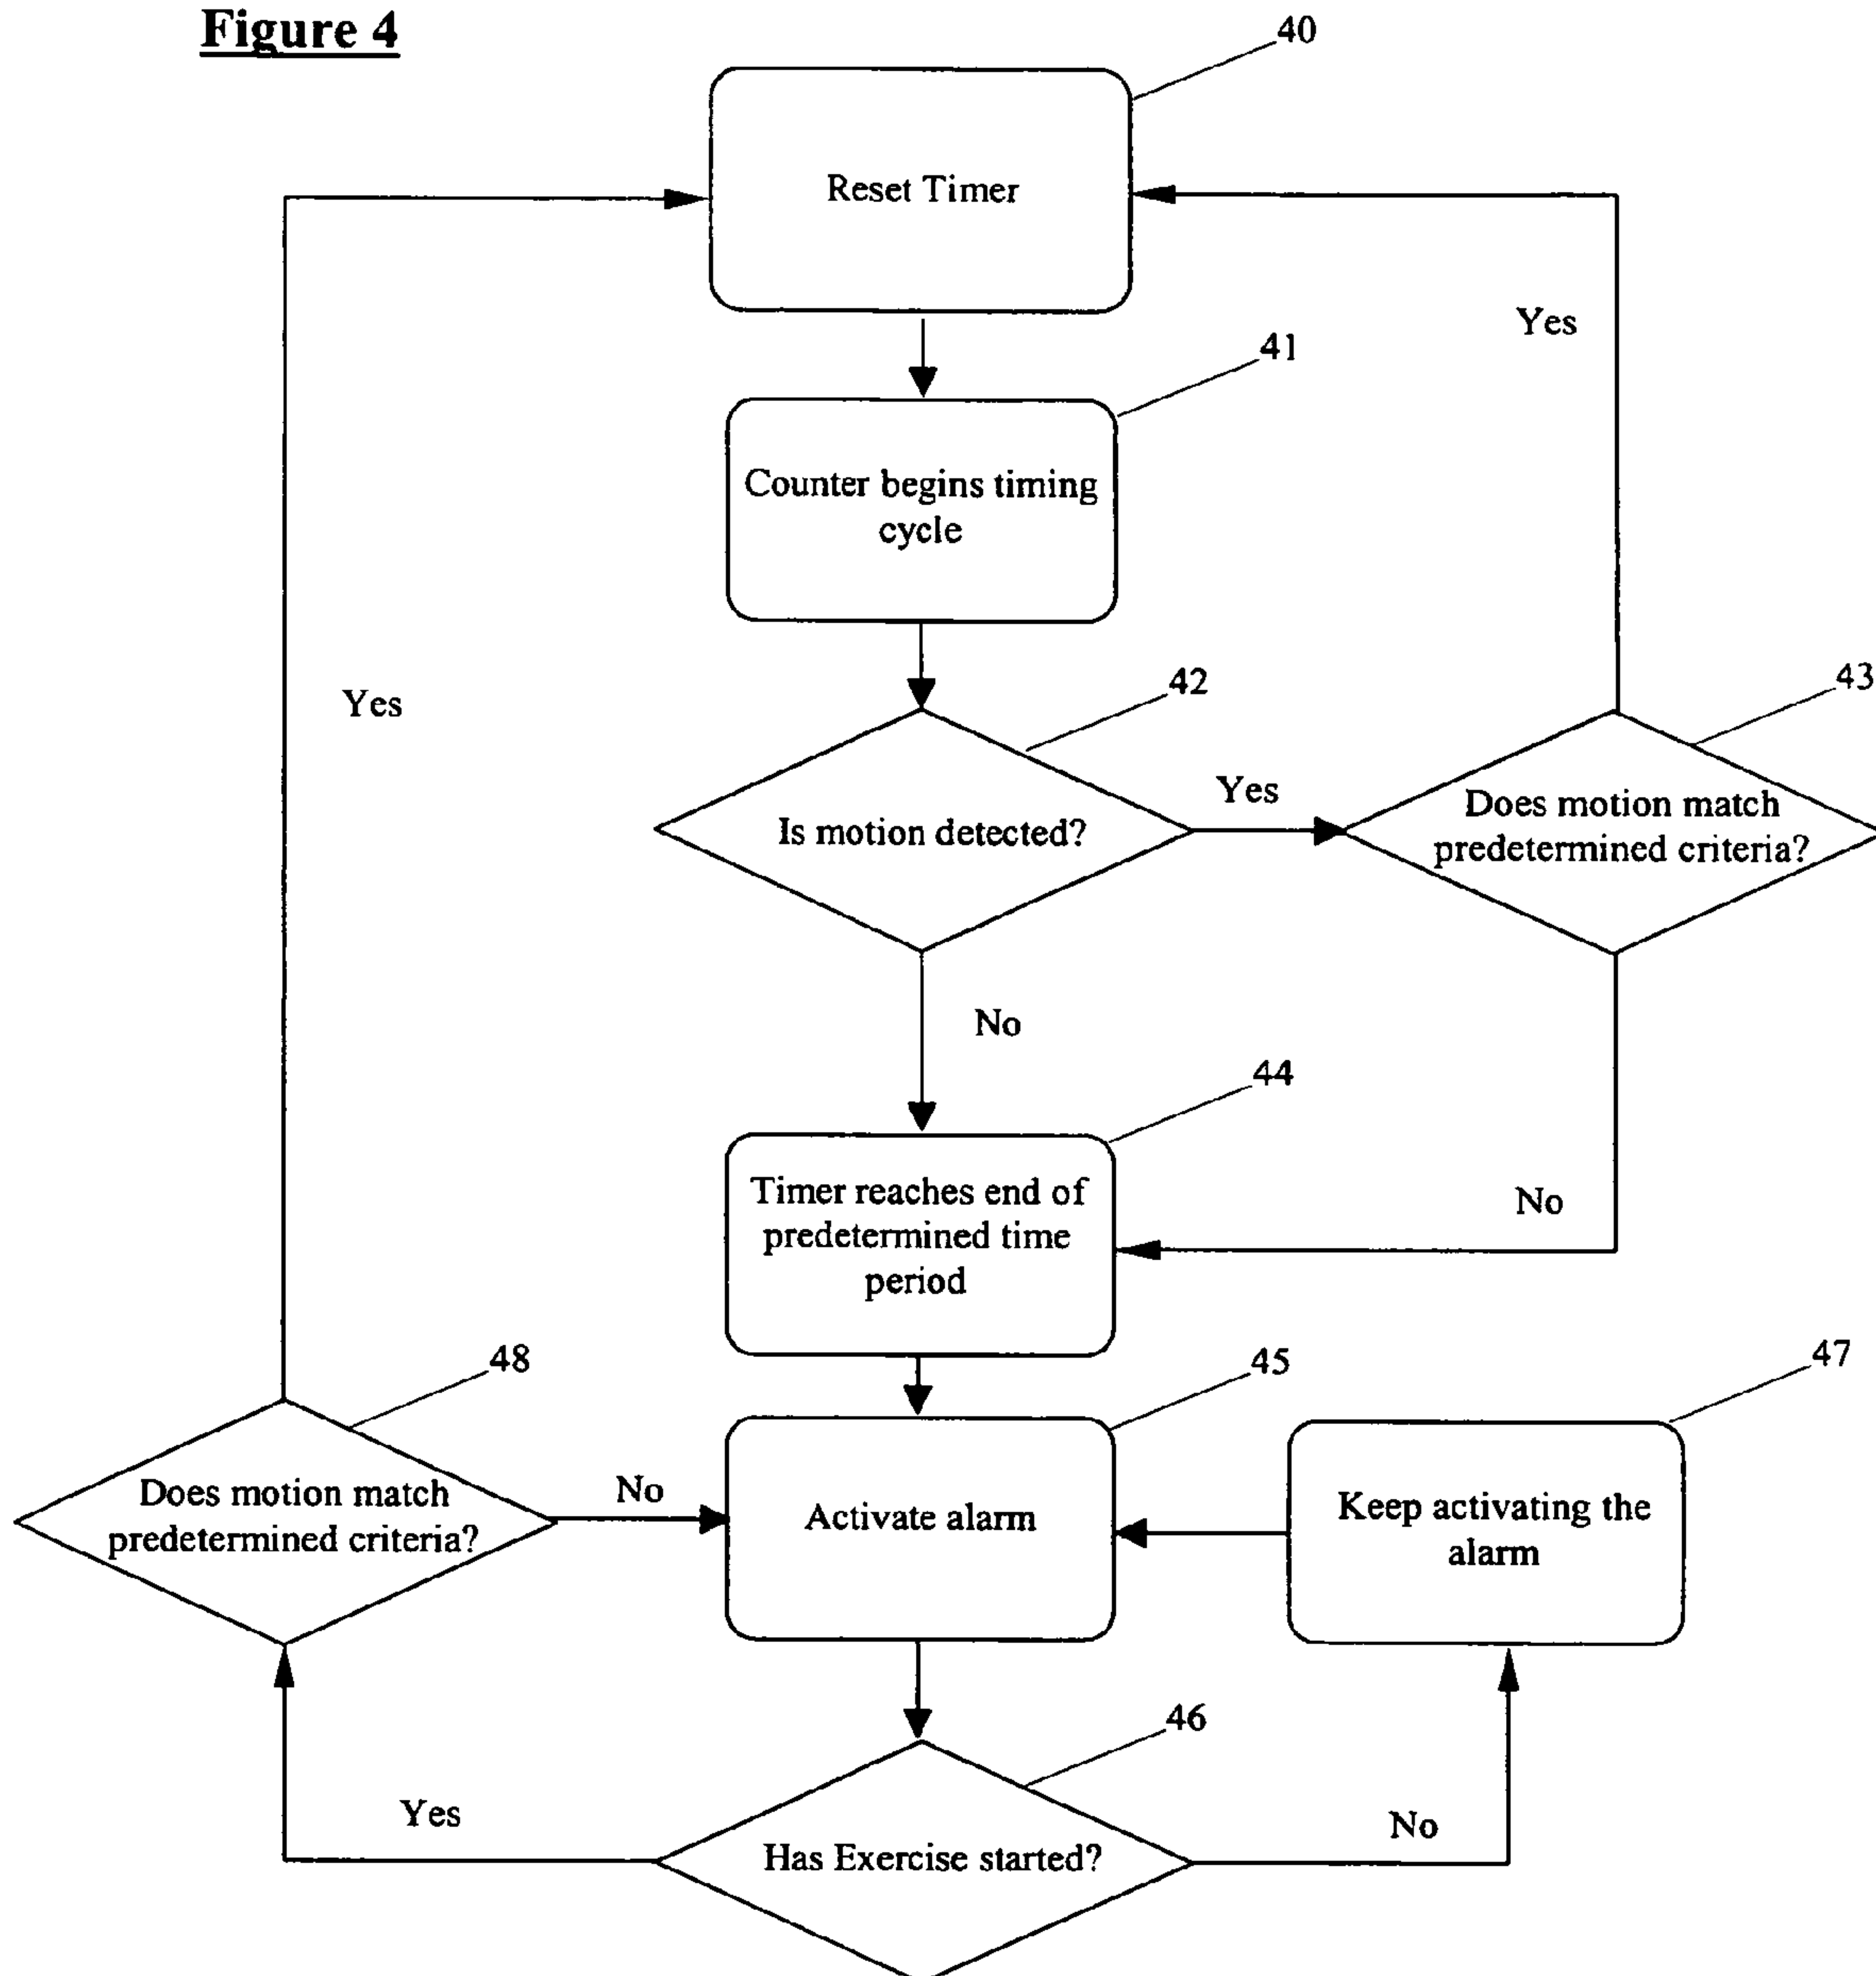 Figure 4
40
Reset Timer
Yes
41
Counter begins timing
cycle
Yes
42
43
Is motion detected?
Yes
Does motion match
predetermined criteria?
No
44
Timer reaches end of
predetermined time
period
No
48
45
47
Does motion match
predetermined criteria?
No
Activate alarm
Keep activating the
alarm
46
Yes
Has Exercise started?
No